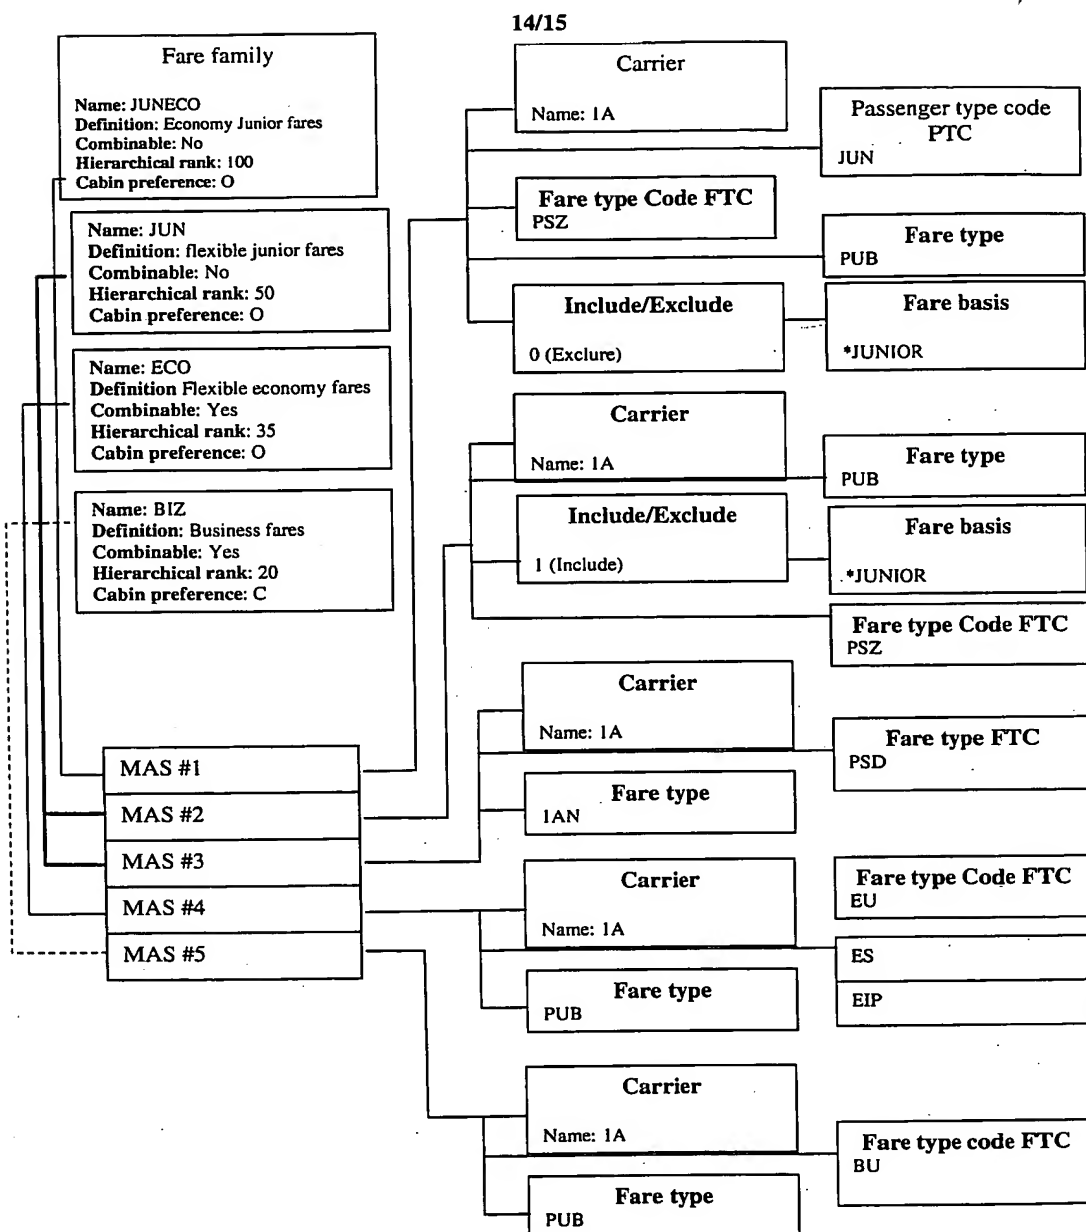 14/15
Fare family
Name: JUNECO
Definition: Economy Junior fares
Combinable: No
Hierarchical rank: 100
Cabin preference: O
Name: JUN
Definition: flexible junior fares
Combinable: No
Hierarchical rank: 50
Cabin preference: O
Name: ECO
Definition Flexible economy fares
Combinable: Yes
Hierarchical rank: 35
Cabin preference: O
Name: BIZ
Definition: Business fares
Combinable: Yes
Hierarchical rank: 20
Cabin preference: C
MAS #1
MAS #2
MAS #3
MAS #4
MAS #5
Carrier
Name: 1A
Passenger type code
PTC
JUN
Fare type Code FTC
PSZ
Fare type
PUB
Include/Exclude
0 (Exclure)
Fare basis
*JUNIOR
Carrier
Name: 1A
Fare type
PUB
Include/Exclude
1 (Include)
Fare basis
*JUNIOR
Fare type Code FTC
PSZ
Carrier
Name: 1A
Fare type FTC
PSD
Fare type
1AN
Carrier
Name: 1A
Fare type Code FTC
EU
ES
EIP
Fare type
PUB
Carrier
Name: 1A
Fare type code FTC
BU
Fare type
PUB